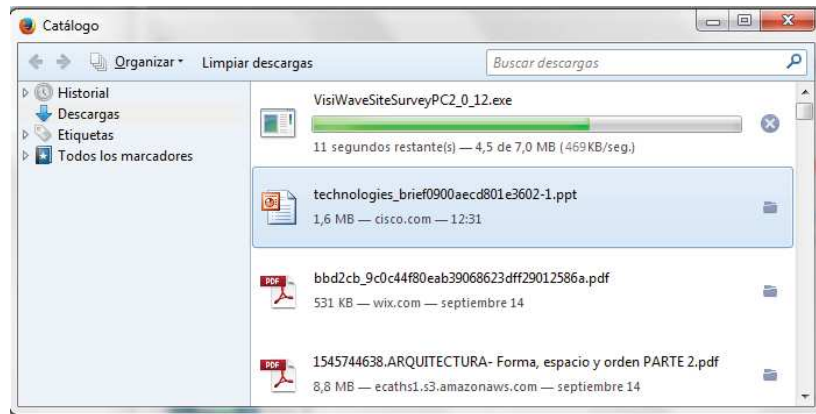 Catálogo
Organizar Limpiar descargas Buscar descargas
Historial
Descargas
Etiquetas
Todos los marcadores
VisiWaveSiteSurveyPC2_0_12.exe
11 segundos restante(s) — 4,5 de 7,0 MB (469KB/seg.)
technologies_brief0900aecd801e3602-1.ppt
1,6 MB — cisco.com — 12:31
PDF
bbd2cb_9c0c44f80eab39068623dff29012586a.pdf
531 KB — wix.com — septiembre 14
PDF
1545744638.ARQUITECTURA- Forma, espacio y orden PARTE 2.pdf
8,8 MB — ecaths1.s3.amazonaws.com — septiembre 14